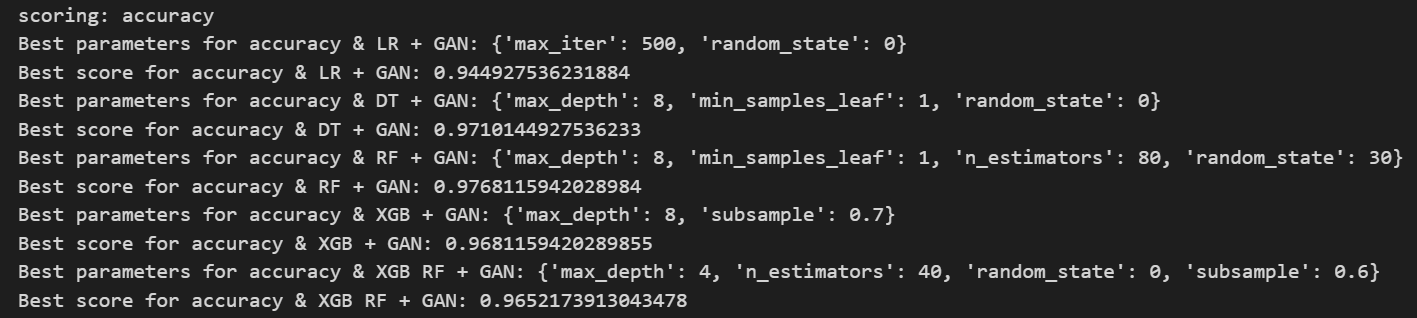 scoring: accuracy
Best parameters for accuracy & LR + GAN: {'max_iter': 500, 'random_state': 0}
Best score for accuracy & LR + GAN: 0.944927536231884
Best parameters for accuracy & DT + GAN: {'max_depth': 8, 'min_samples_leaf': 1, 'random_state': 0}
Best score for accuracy & DT + GAN: 0.9710144927536233
Best parameters for accuracy & RF + GAN: {'max_depth': 8, 'min_samples_leaf': 1, 'n_estimators': 80, 'random_state': 30}
Best score for accuracy & RF + GAN: 0.9768115942028984
Best parameters for accuracy & XGB + GAN: {'max_depth': 8, 'subsample': 0.7}
Best score for accuracy & XGB + GAN: 0.9681159420289855
Best parameters for accuracy & XGB RF + GAN: {'max_depth': 4, 'n_estimators': 40, 'random_state': 0, 'subsample': 0.6}
Best score for accuracy & XGB RF + GAN: 0.9652173913043478